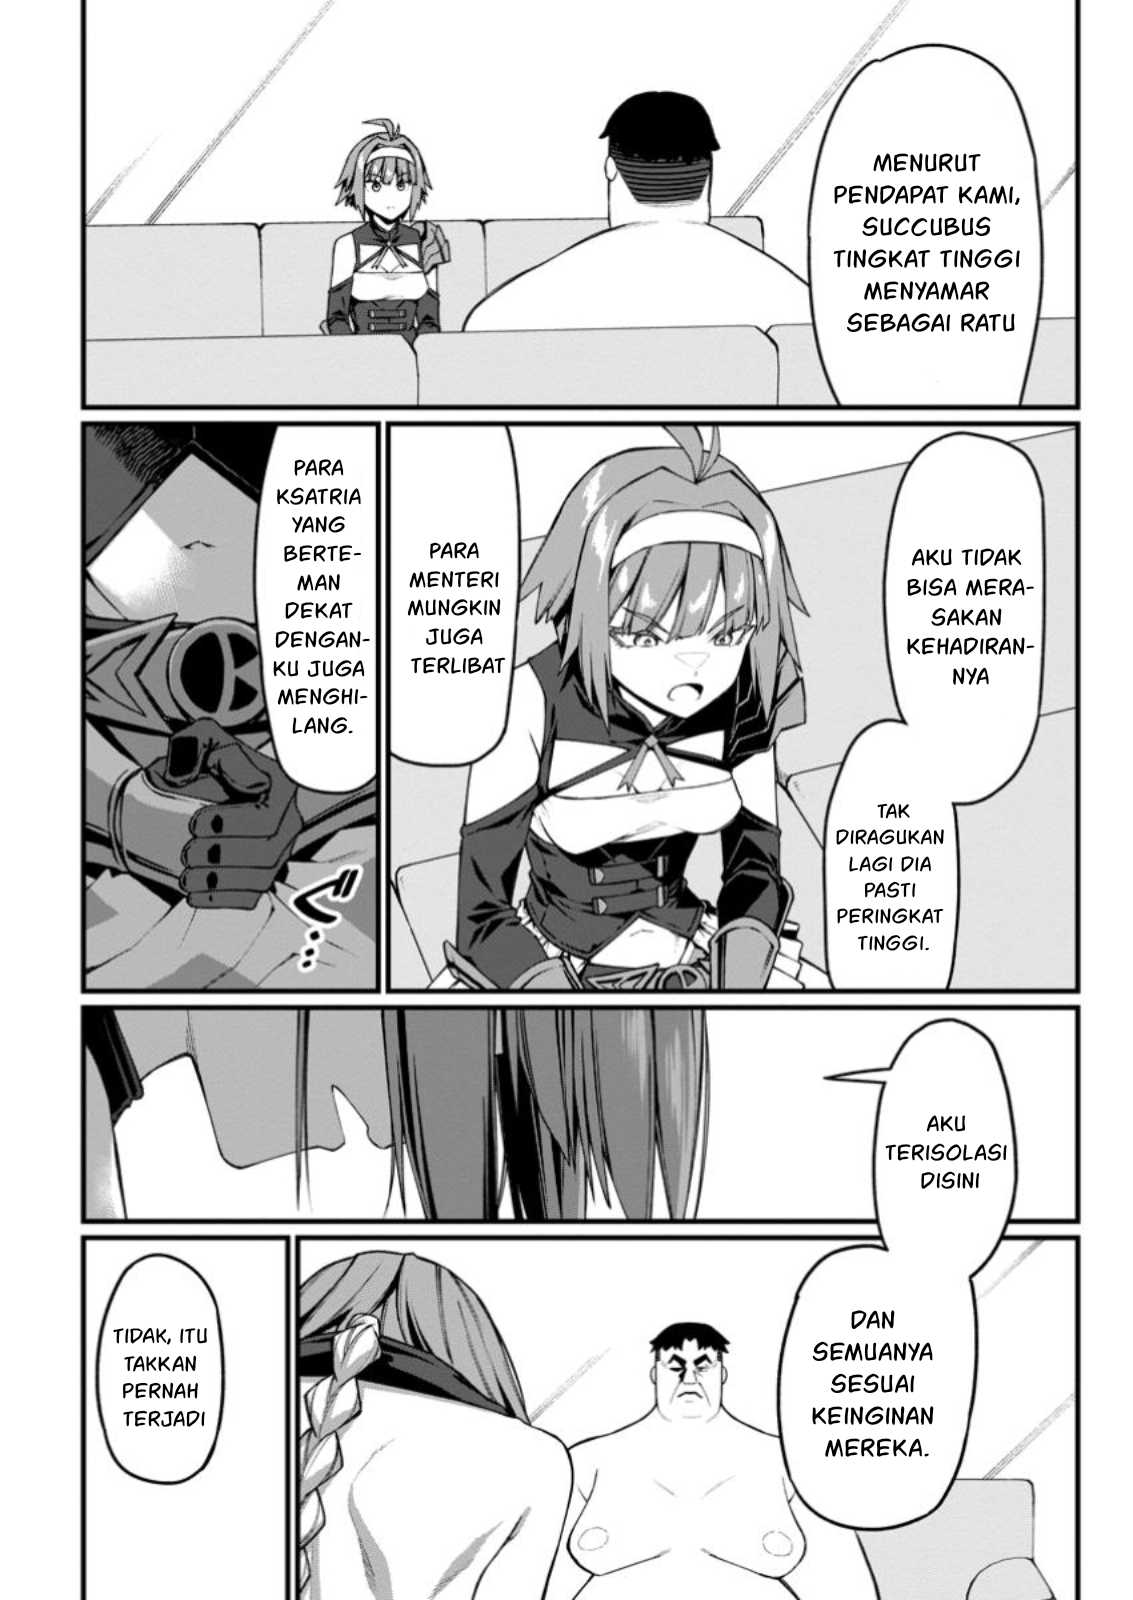 MENURUT
PENDAPAT KAMI,
SUCCUBUS
TINGKAT TINGGI
MENYAMAR
SEBAGAI RATU
AKU TIDAK
BISA MERA-
SAKAN
KEHADIRAN-
NYA
TAK
DIRAGUKAN
LAGI DIA
PASTI
PERINGKAT
TINGGI.
PARA
MENTERI
MUNGKIN
JUGA
TERLIBAT
PARA
KSATRIA
YANG
BERTE-
MAN
DEKAT
DENGAN-
KU JUGA
MENGHI-
LANG.
グ…
AKU
TERISOLASI
DISINI
DAN
SEMUANYA
SESUAI
KEINGINAN
MEREKA.
TIDAK, ITU
TAKKAN
PERNAH
TERJADI